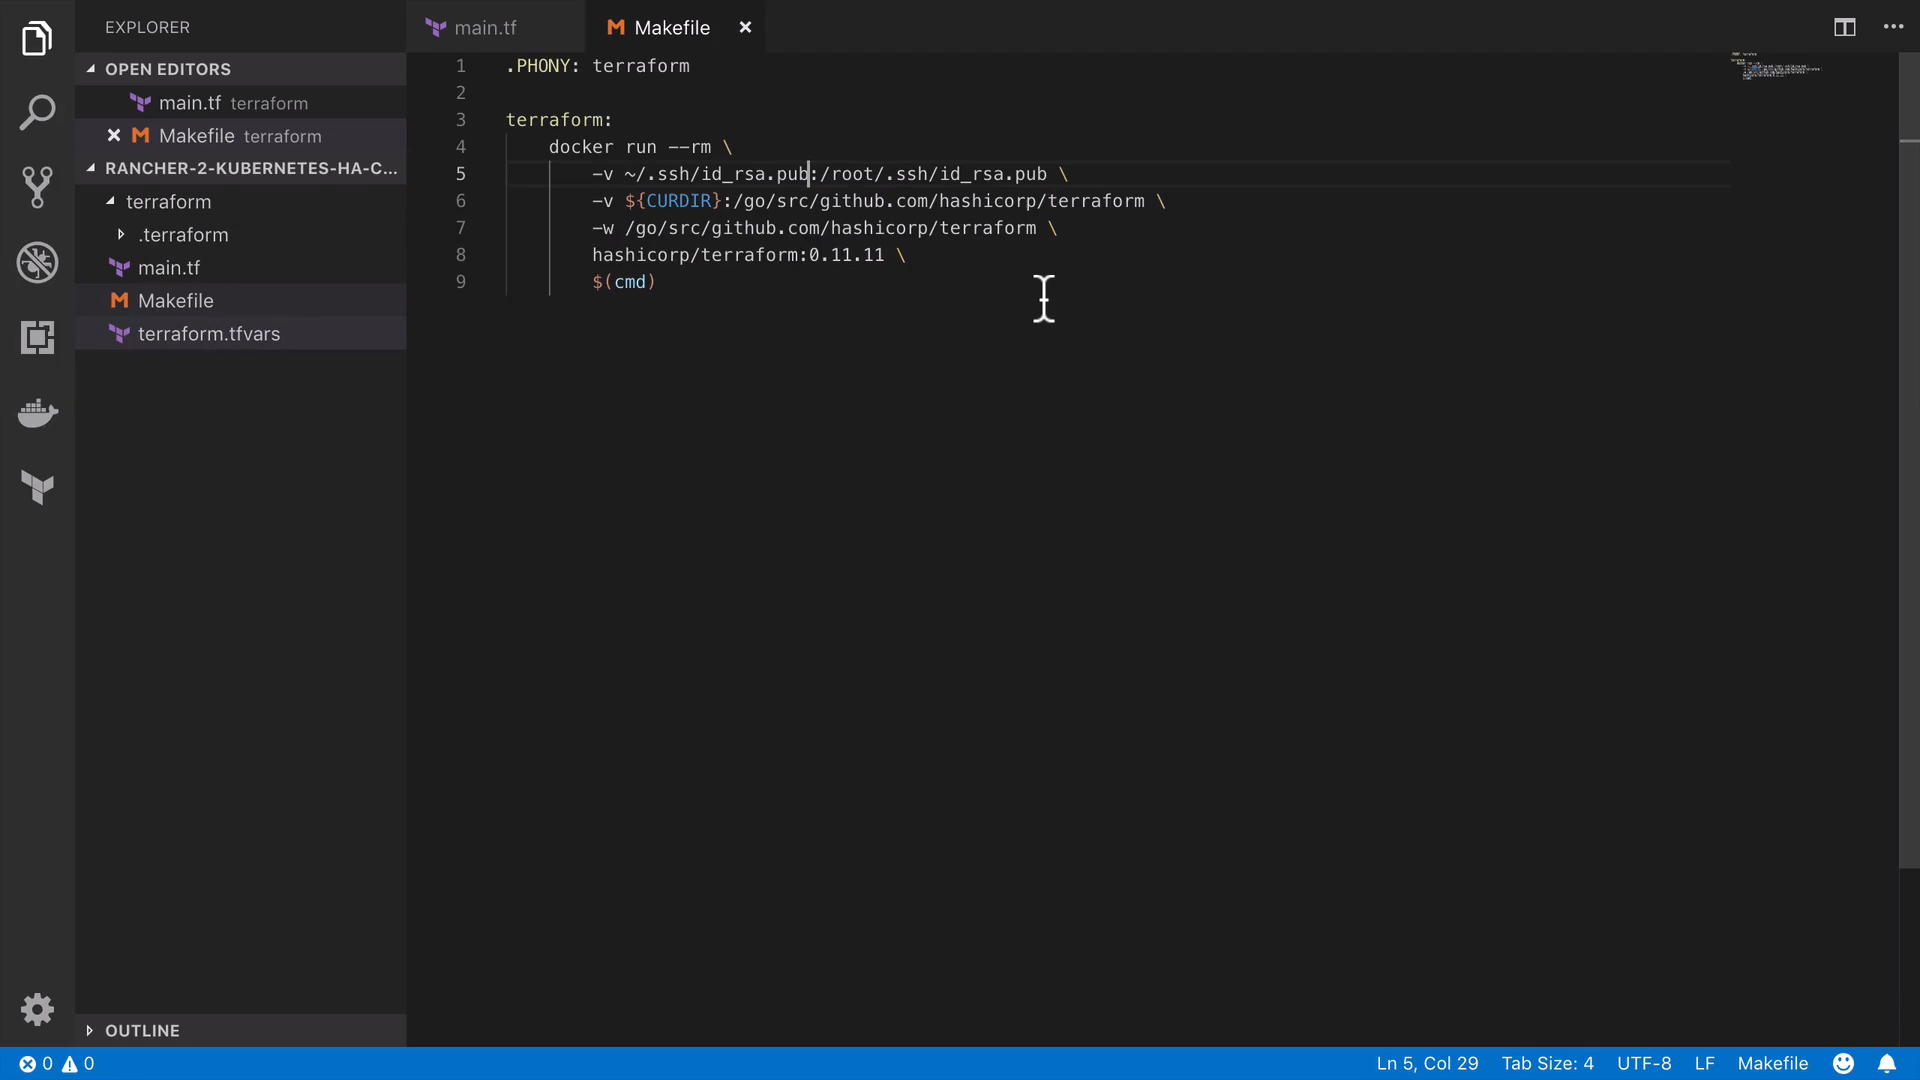 EXPLORER
OPEN EDITORS
main.tf terraform
Makefile terraform
RANCHER-2-KUBERNETES-HA-C...
terraform
.terraform
main.tf
Makefile
terraform.tfvars
OUTLINE
main.tf
Makefile
1 .PHONY: terraform
2
3 terraform:
4 docker run --rm \
5 -v ~/.ssh/id_rsa.pub:/root/.ssh/id_rsa.pub \
6 -v ${CURDIR}:/go/src/github.com/hashicorp/terraform \
7 -w /go/src/github.com/hashicorp/terraform \
8 hashicorp/terraform:0.11.11 \
9 $(cmd)
0 0
Ln 5, Col 29 Tab Size: 4 UTF-8 LF Makefile